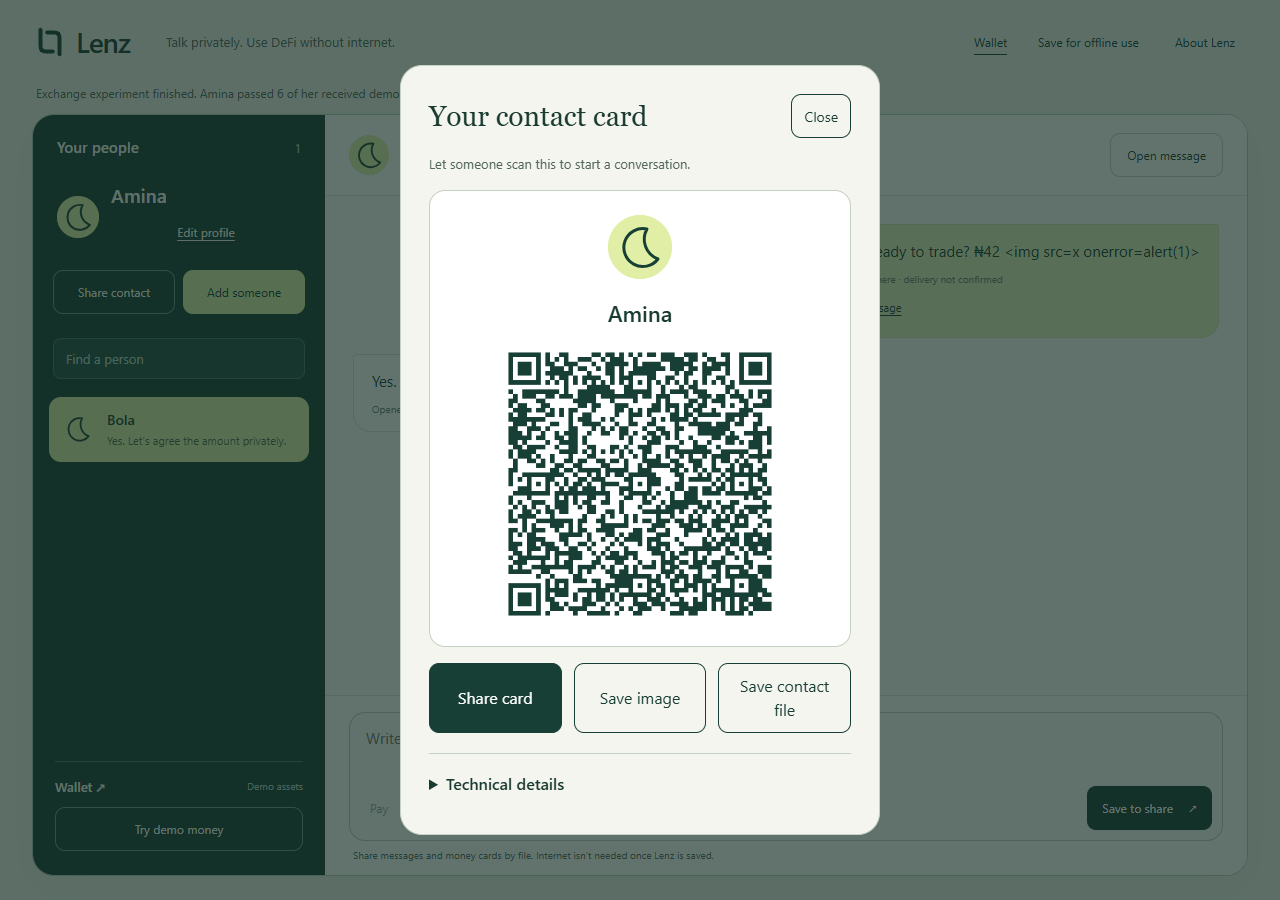 Lenz
Talk privately. Use DeFi without internet.
Wallet
Save for offline use
About Lenz
Exchange experiment finished. Amina passed 6 of her received demo
Your people
1
Amina
Edit profile
Share contact
Add someone
Find a person
Bola
Yes. Let's agree the amount privately.
Wallet ↗
Demo assets
Try demo money
Open message
eady to trade? ₦42 <img src=x onerror=alert(1)>
ere · delivery not confirmed
sage
Yes.
Opene
Write
Pay
Save to share ↗
Share messages and money cards by file. Internet isn't needed once Lenz is saved.
Your contact card
Close
Let someone scan this to start a conversation.
Amina
Share card
Save image
Save contact
file
Technical details